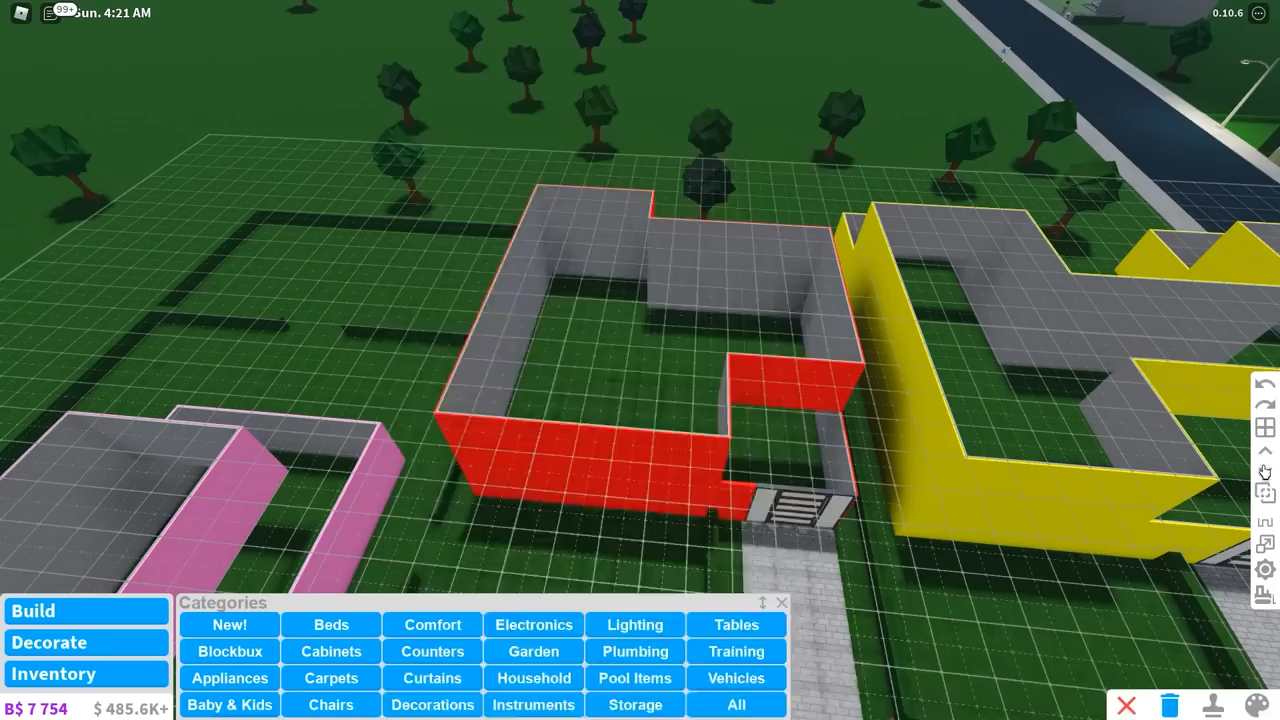 99+
Sun. 4:21 AM
0.10.6
Build
Decorate
Inventory
B$ 7 754 $ 485.6K+
Categories
New! Beds Comfort Electronics Lighting Tables
Blockbux Cabinets Counters Garden Plumbing Training
Appliances Carpets Curtains Household Pool Items Vehicles
Baby & Kids Chairs Decorations Instruments Storage All